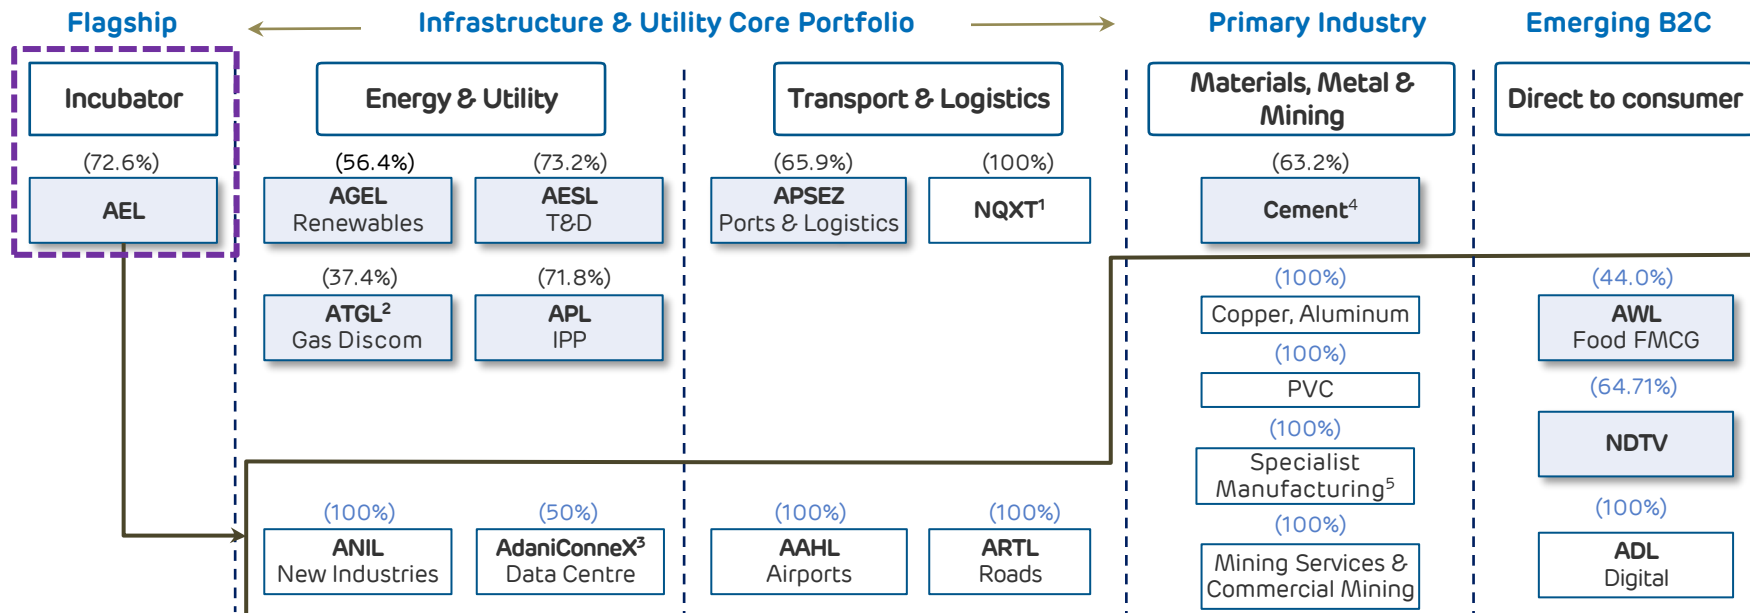 Flagship
Infrastructure & Utility Core Portfolio
Primary Industry
Emerging B2C
Incubator
Energy & Utility
Transport & Logistics
Materials, Metal &
Mining
Direct to consumer
(72.6%)
AEL
(56.4%)
AGEL
Renewables
(73.2%)
AESL
T&D
(65.9%)
APSEZ
Ports & Logistics
(100%)
NQXT¹
(63.2%)
Cement⁴
(37.4%)
ATGL²
Gas Discom
(71.8%)
APL
IPP
(100%)
Copper, Aluminum
(100%)
PVC
(100%)
Specialist
Manufacturing⁵
(100%)
Mining Services &
Commercial Mining
(44.0%)
AWL
Food FMCG
(64.71%)
NDTV
(100%)
ADL
Digital
(100%)
ANIL
New Industries
(50%)
AdaniConneX³
Data Centre
(100%)
AAHL
Airports
(100%)
ARTL
Roads